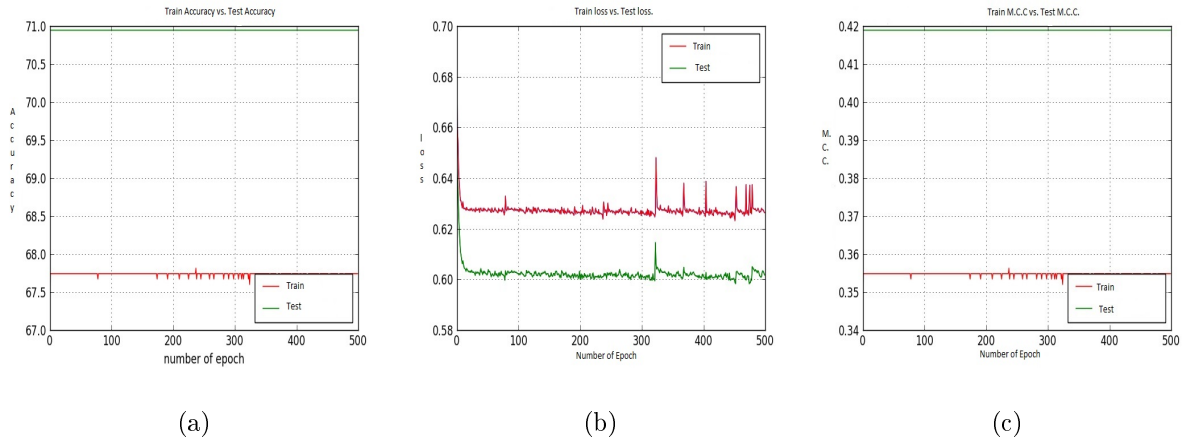 Train Accuracy vs. Test Accuracy
71.0
70.5
70.0
69.5
69.0
68.5
68.0
67.5
67.0
Accuracy
0 100 200 300 400 500
number of epoch
Train
Test
(a)
Train loss vs. Test loss.
0.70
0.68
0.66
0.64
0.62
0.60
0.58
loss
0 100 200 300 400 500
Number of Epoch
Train
Test
(b)
Train M.C.C vs. Test M.C.C.
0.42
0.41
0.40
0.39
0.38
0.37
0.36
0.35
0.34
M.
C.
C.
0 100 200 300 400 500
Number of Epoch
Train
Test
(c)